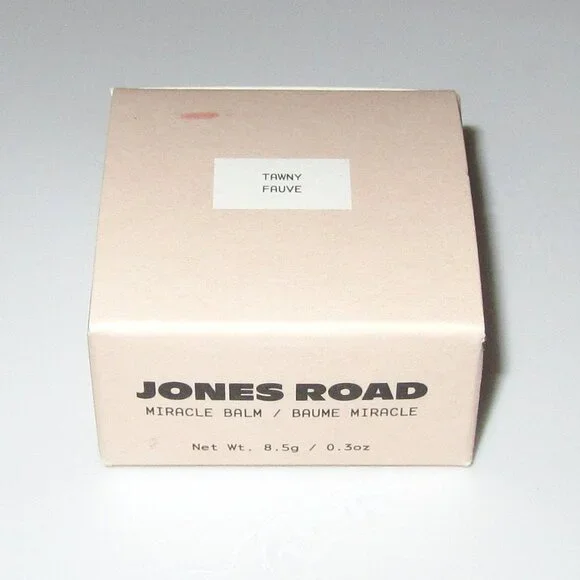 TAWNY
FAUVE
JONES ROAD
MIRACLE BALM / BAUME MIRACLE
Net Wt. 8.5g / 0.3oz